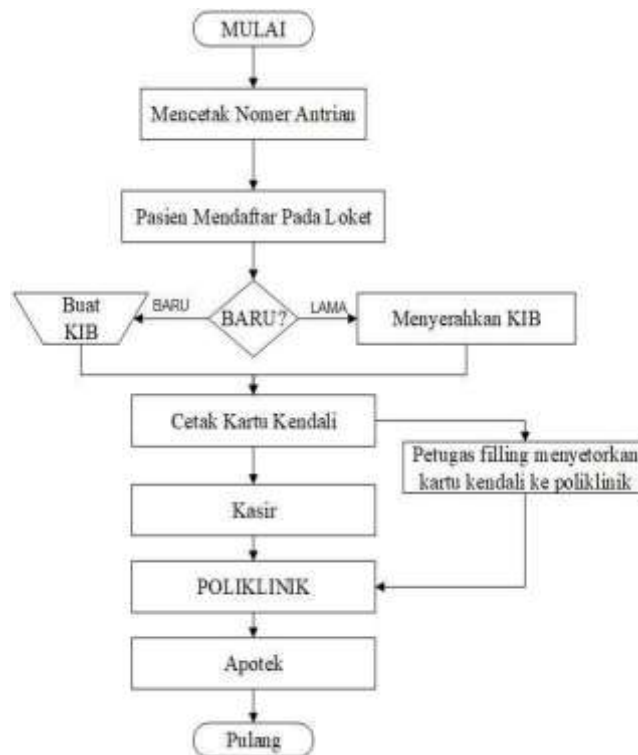 MULAI
Mencetak Nomer Antrian
Pasien Mendaftar Pada Loket
Buat
KIB
BARU
BARU?
LAMA
Menyerahkan KIB
Cetak Kartu Kendali
Petugas filling menyetorkan
kartu kendali ke poliklinik
Kasir
POLIKLINIK
Apotek
Pulang